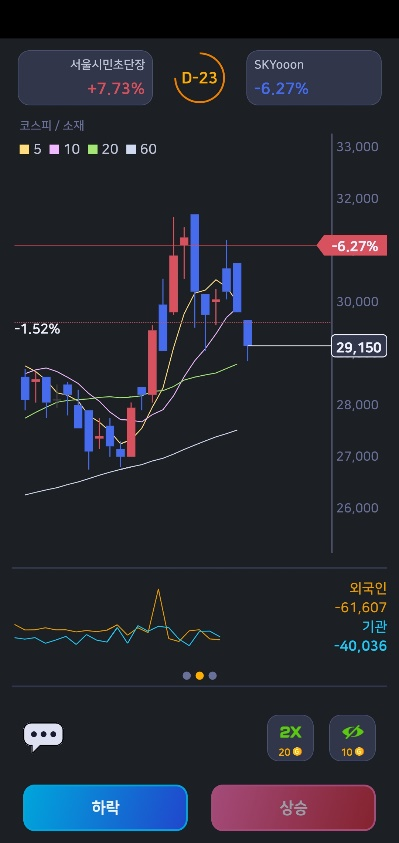 서울시민초단장
+7.73%
D-23
SKYooon
-6.27%
코스피 / 소재
5 10 20 60
33,000
32,000
-6.27%
30,000
-1.52%
29,150
28,000
27,000
26,000
외국인
-61,607
기관
-40,036
2X
20
10
하락
상승